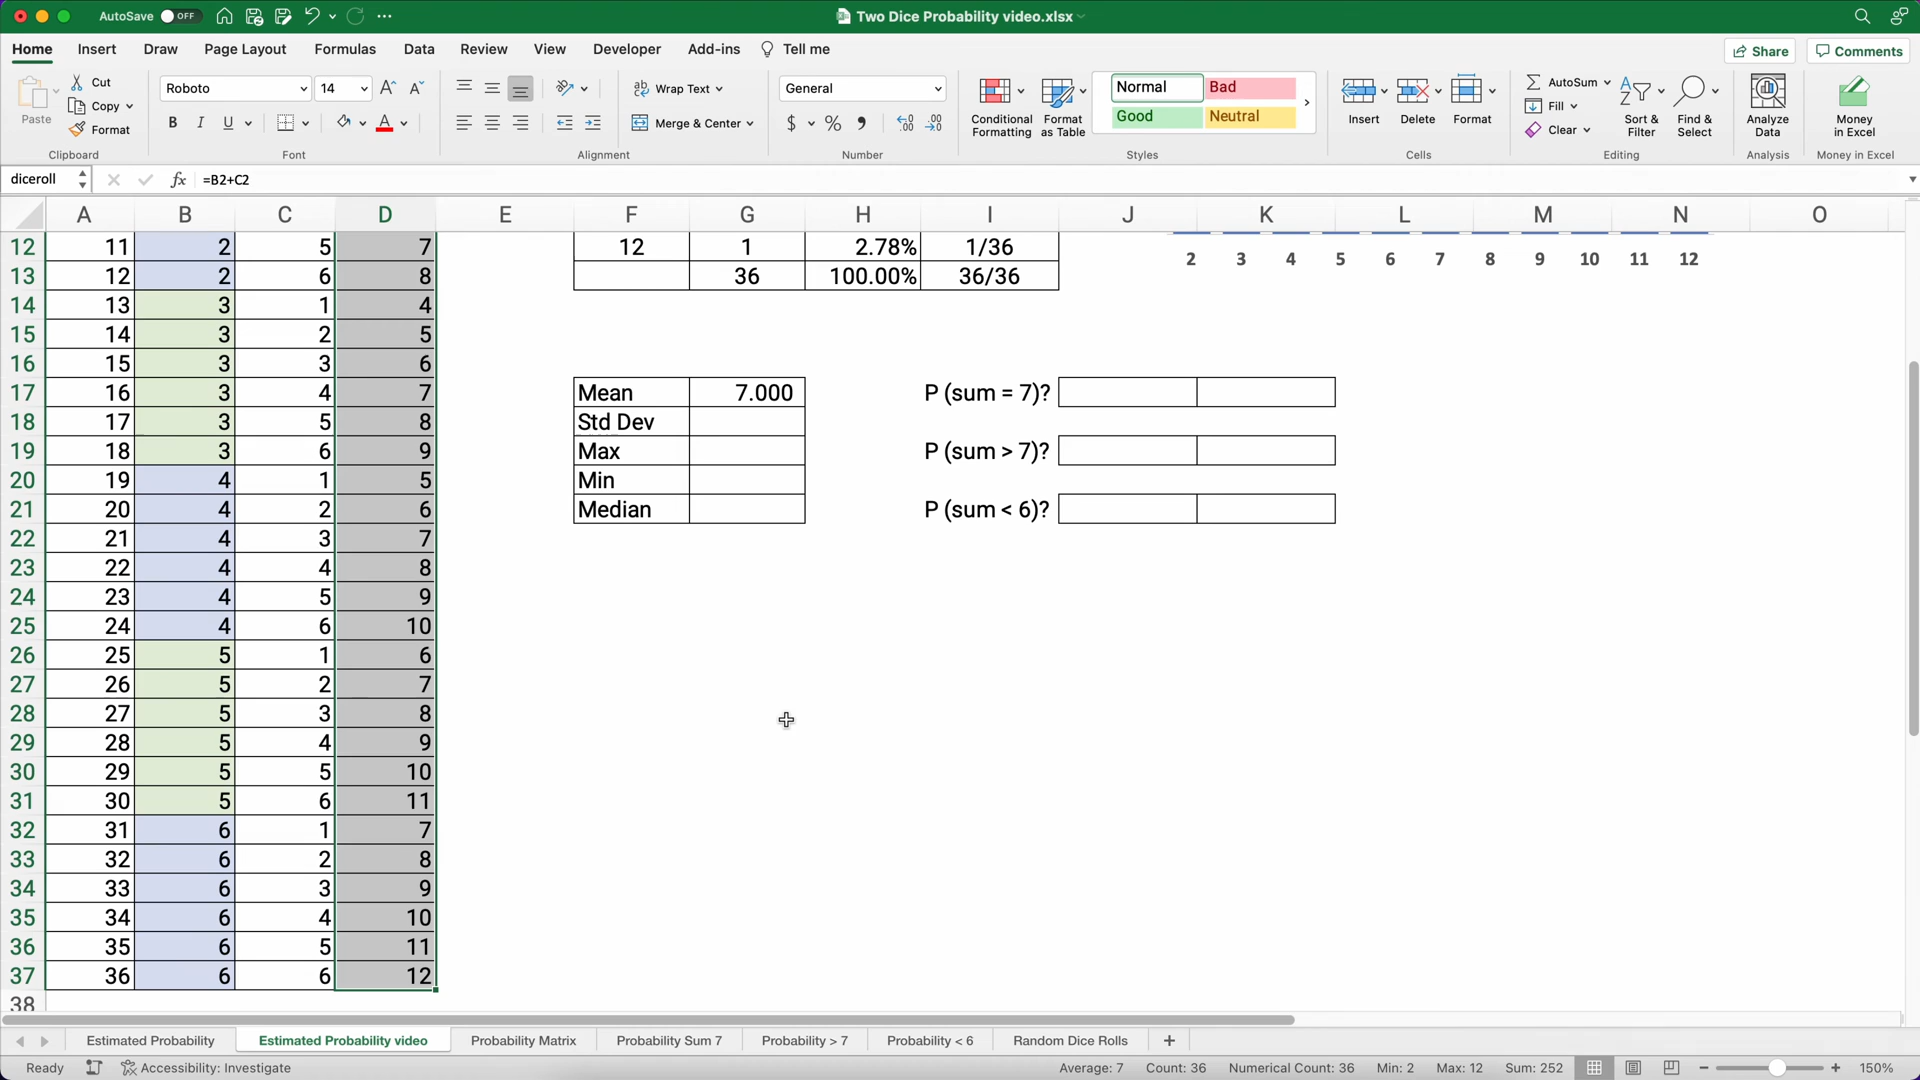 AutoSave OFF
Two Dice Probability video.xlsx
Home Insert Draw Page Layout Formulas Data Review View Developer Add-ins Tell me Share Comments
Paste Cut Copy Format
Clipboard
Roboto 14
B I U A
Font
Wrap Text
Merge & Center
Alignment
General
$ %
Number
Conditional Formatting
Format as Table
Normal Bad
Good Neutral
Styles
Insert Delete Format
Cells
AutoSum
Fill
Clear
Sort & Filter
Find & Select
Editing
Analyze Data
Analysis
Money in Excel
Money in Excel
diceroll fx =B2+C2
A B C D E F G H I J K L M N O
12 11 2 5 7 12 1 2.78% 1/36
2 3 4 5 6 7 8 9 10 11 12
13 12 2 6 8 36 100.00% 36/36
14 13 3 1 4
15 14 3 2 5
16 15 3 3 6
17 16 3 4 7 Mean 7.000 P (sum = 7)?
18 17 3 5 8 Std Dev
19 18 3 6 9 Max P (sum > 7)?
20 19 4 1 5 Min
21 20 4 2 6 Median P (sum < 6)?
22 21 4 3 7
23 22 4 4 8
24 23 4 5 9
25 24 4 6 10
26 25 5 1 6
27 26 5 2 7
28 27 5 3 8
29 28 5 4 9
30 29 5 5 10
31 30 5 6 11
32 31 6 1 7
33 32 6 2 8
34 33 6 3 9
35 34 6 4 10
36 35 6 5 11
37 36 6 6 12
38
Estimated Probability Estimated Probability video Probability Matrix Probability Sum 7 Probability > 7 Probability < 6 Random Dice Rolls +
Ready Accessibility: Investigate Average: 7 Count: 36 Numerical Count: 36 Min: 2 Max: 12 Sum: 252 150%